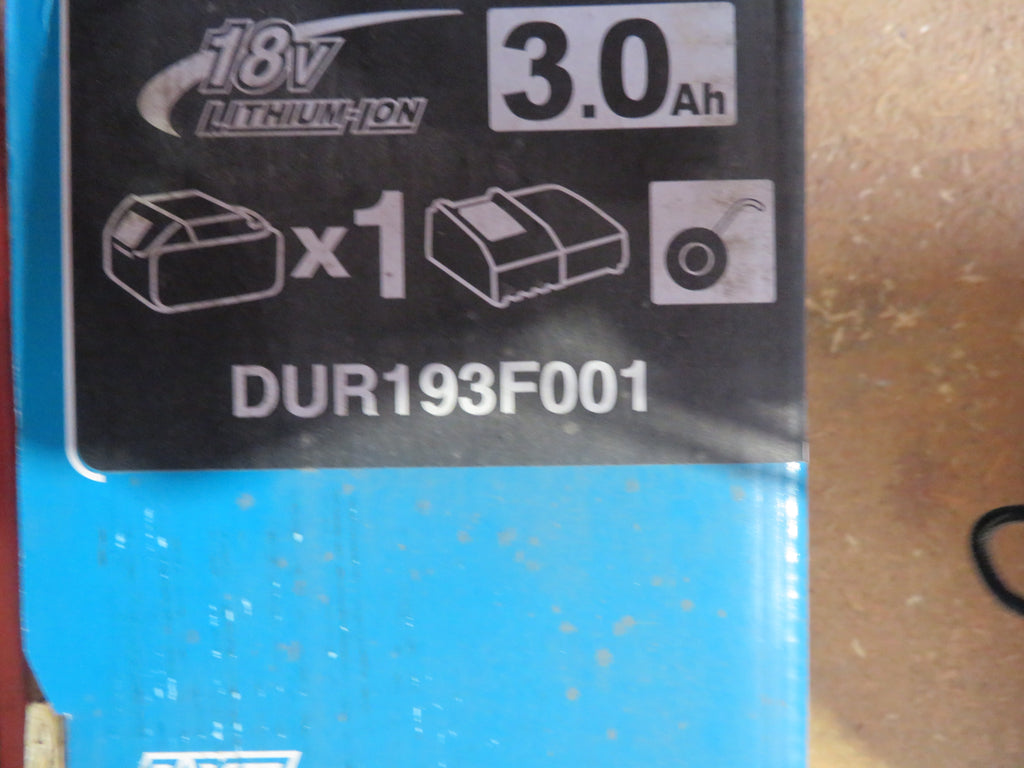 18V
LITHIUM-ION
3.0Ah
x1
DUR193F001